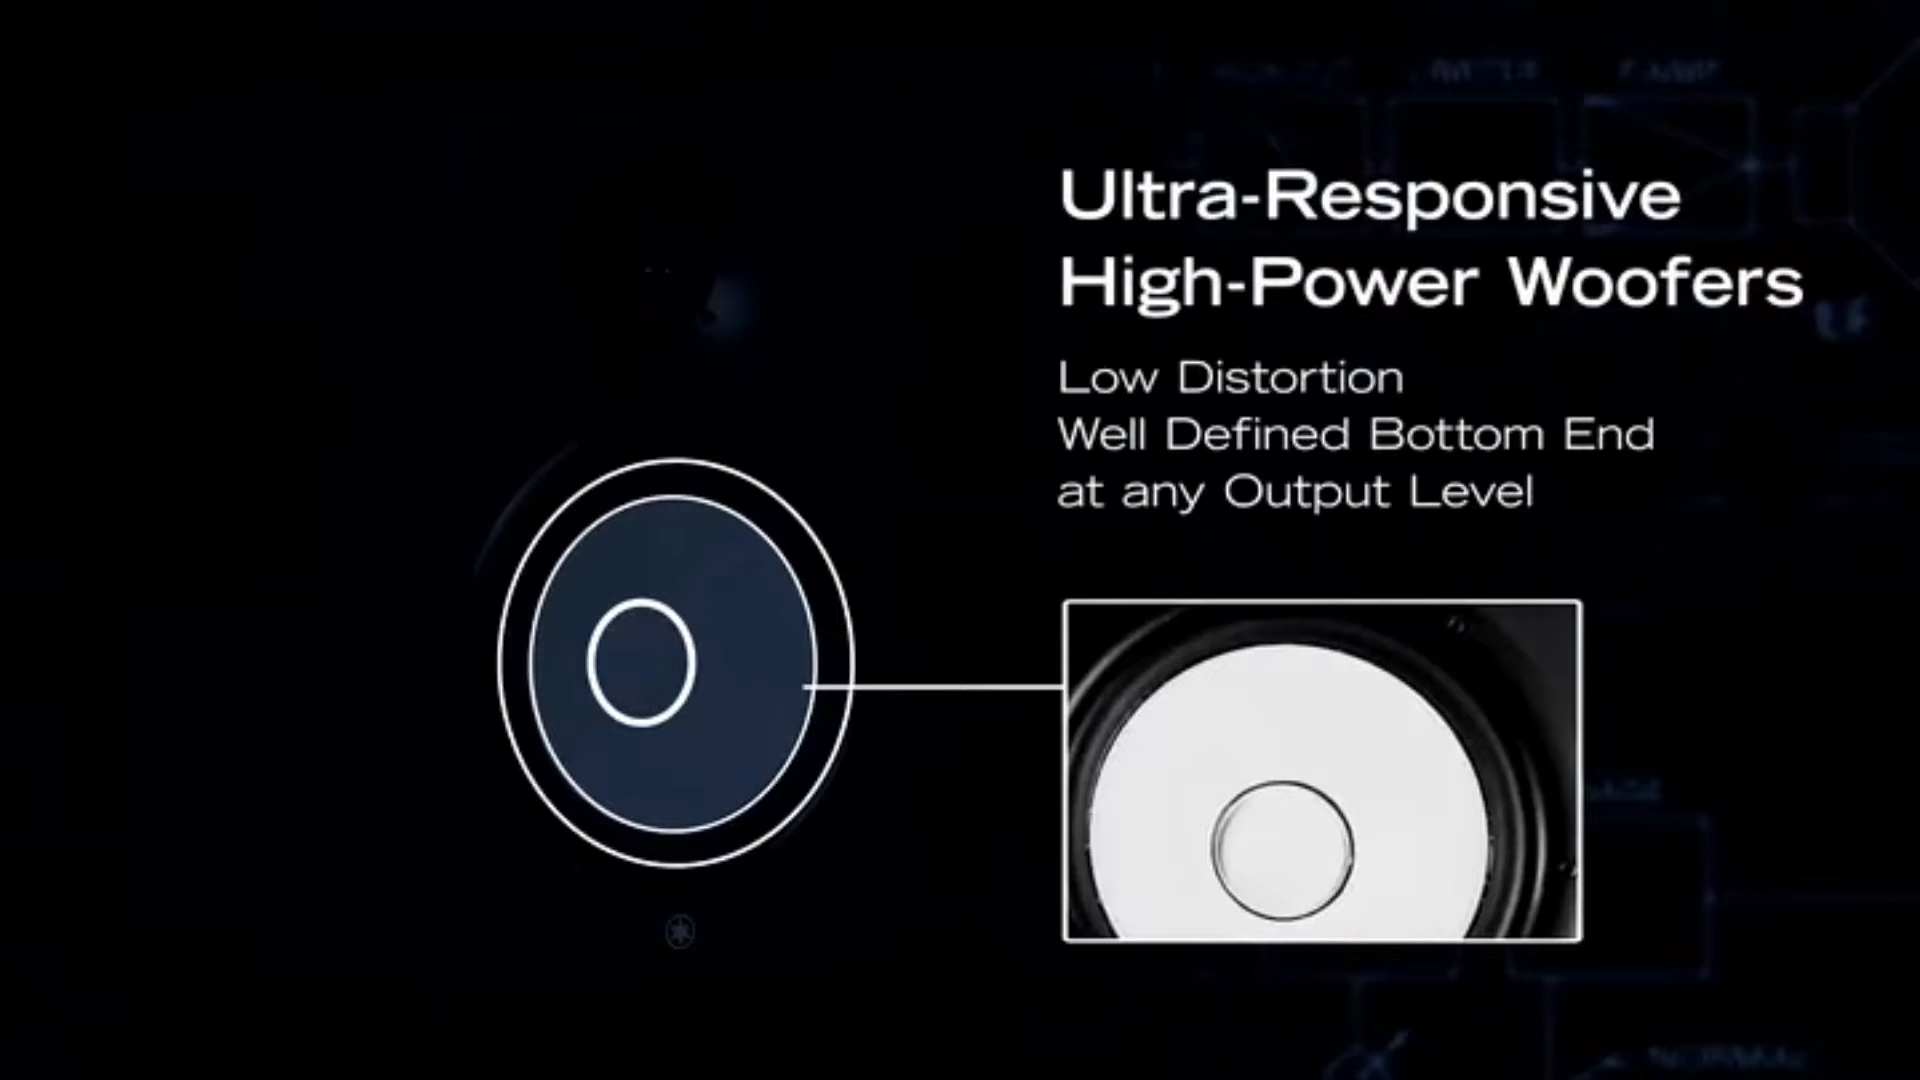 Ultra-Responsive
High-Power Woofers
Low Distortion
Well Defined Bottom End
at any Output Level